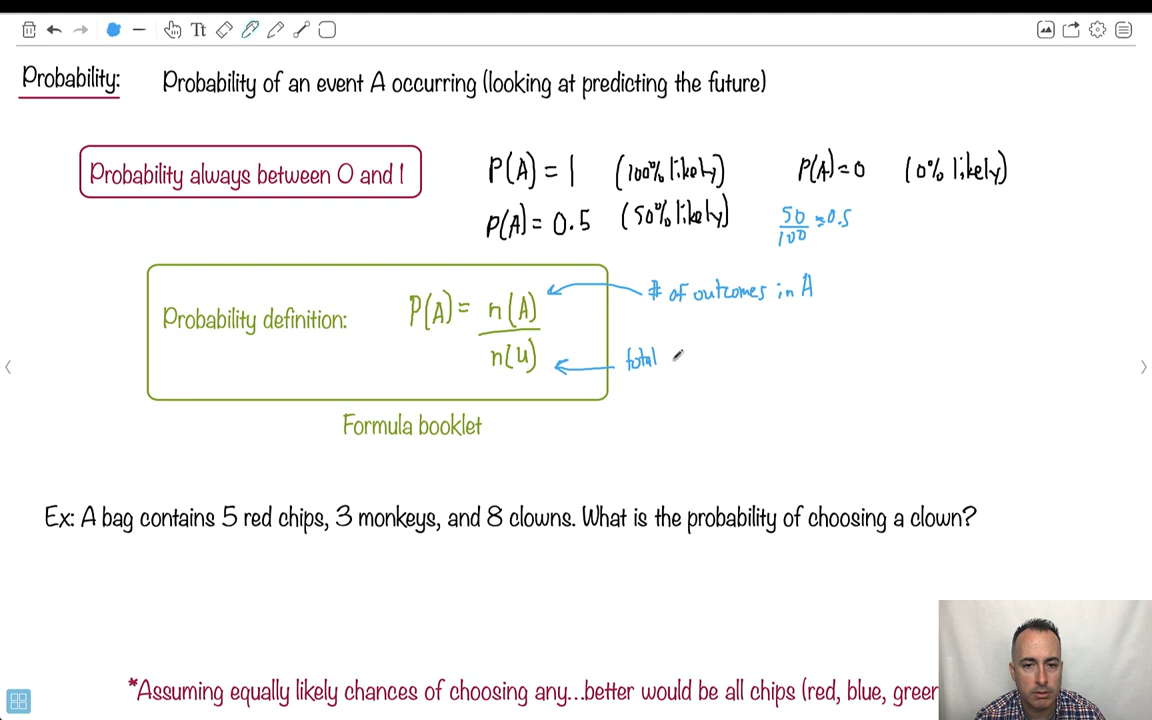 Tt
Probability: Probability of an event A occurring (looking at predicting the future)
Probability always between 0 and 1
P(A) = 1 (100% likely) P(A)=0 (0% likely)
P(A) = 0.5 (50% likely) 50/100 = 0.5
Probability definition: P(A) = n(A)/n(U)
# of outcomes in A
total
Formula booklet
Ex: A bag contains 5 red chips, 3 monkeys, and 8 clowns. What is the probability of choosing a clown?
*Assuming equally likely chances of choosing any...better would be all chips (red, blue, green